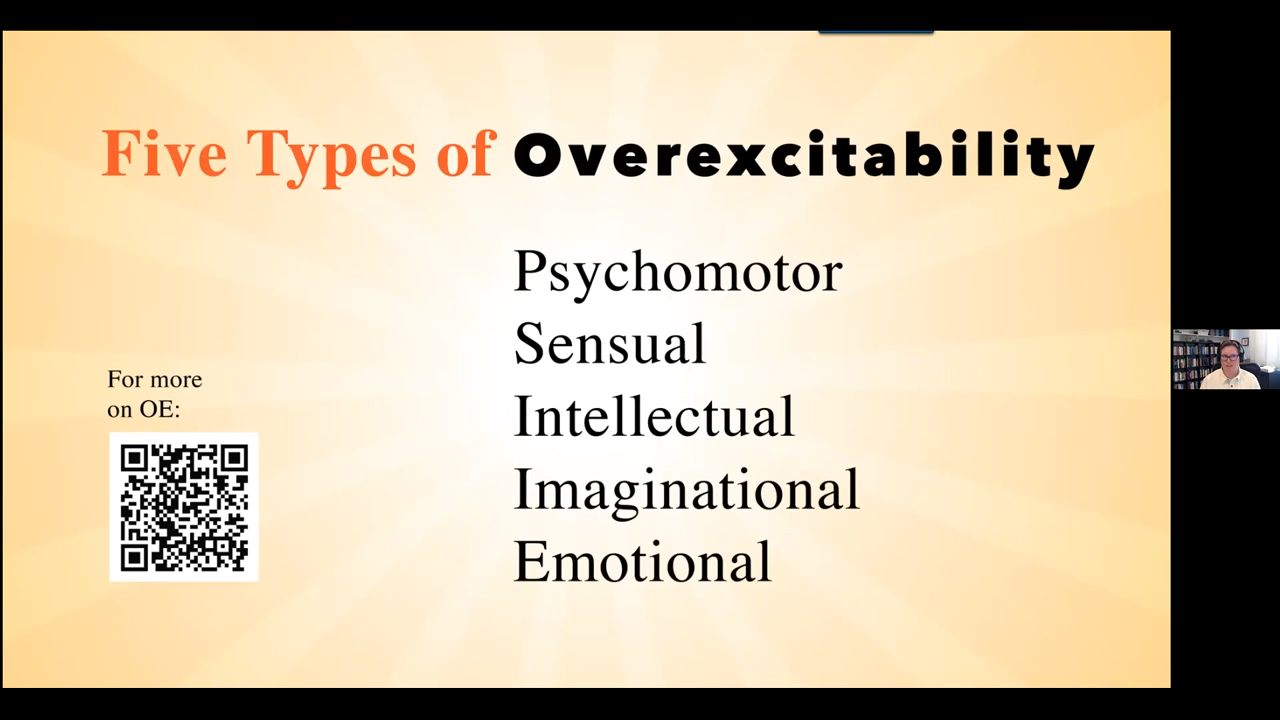 Five Types of Overexcitability
Psychomotor
Sensual
Intellectual
Imaginational
Emotional
For more
on OE: